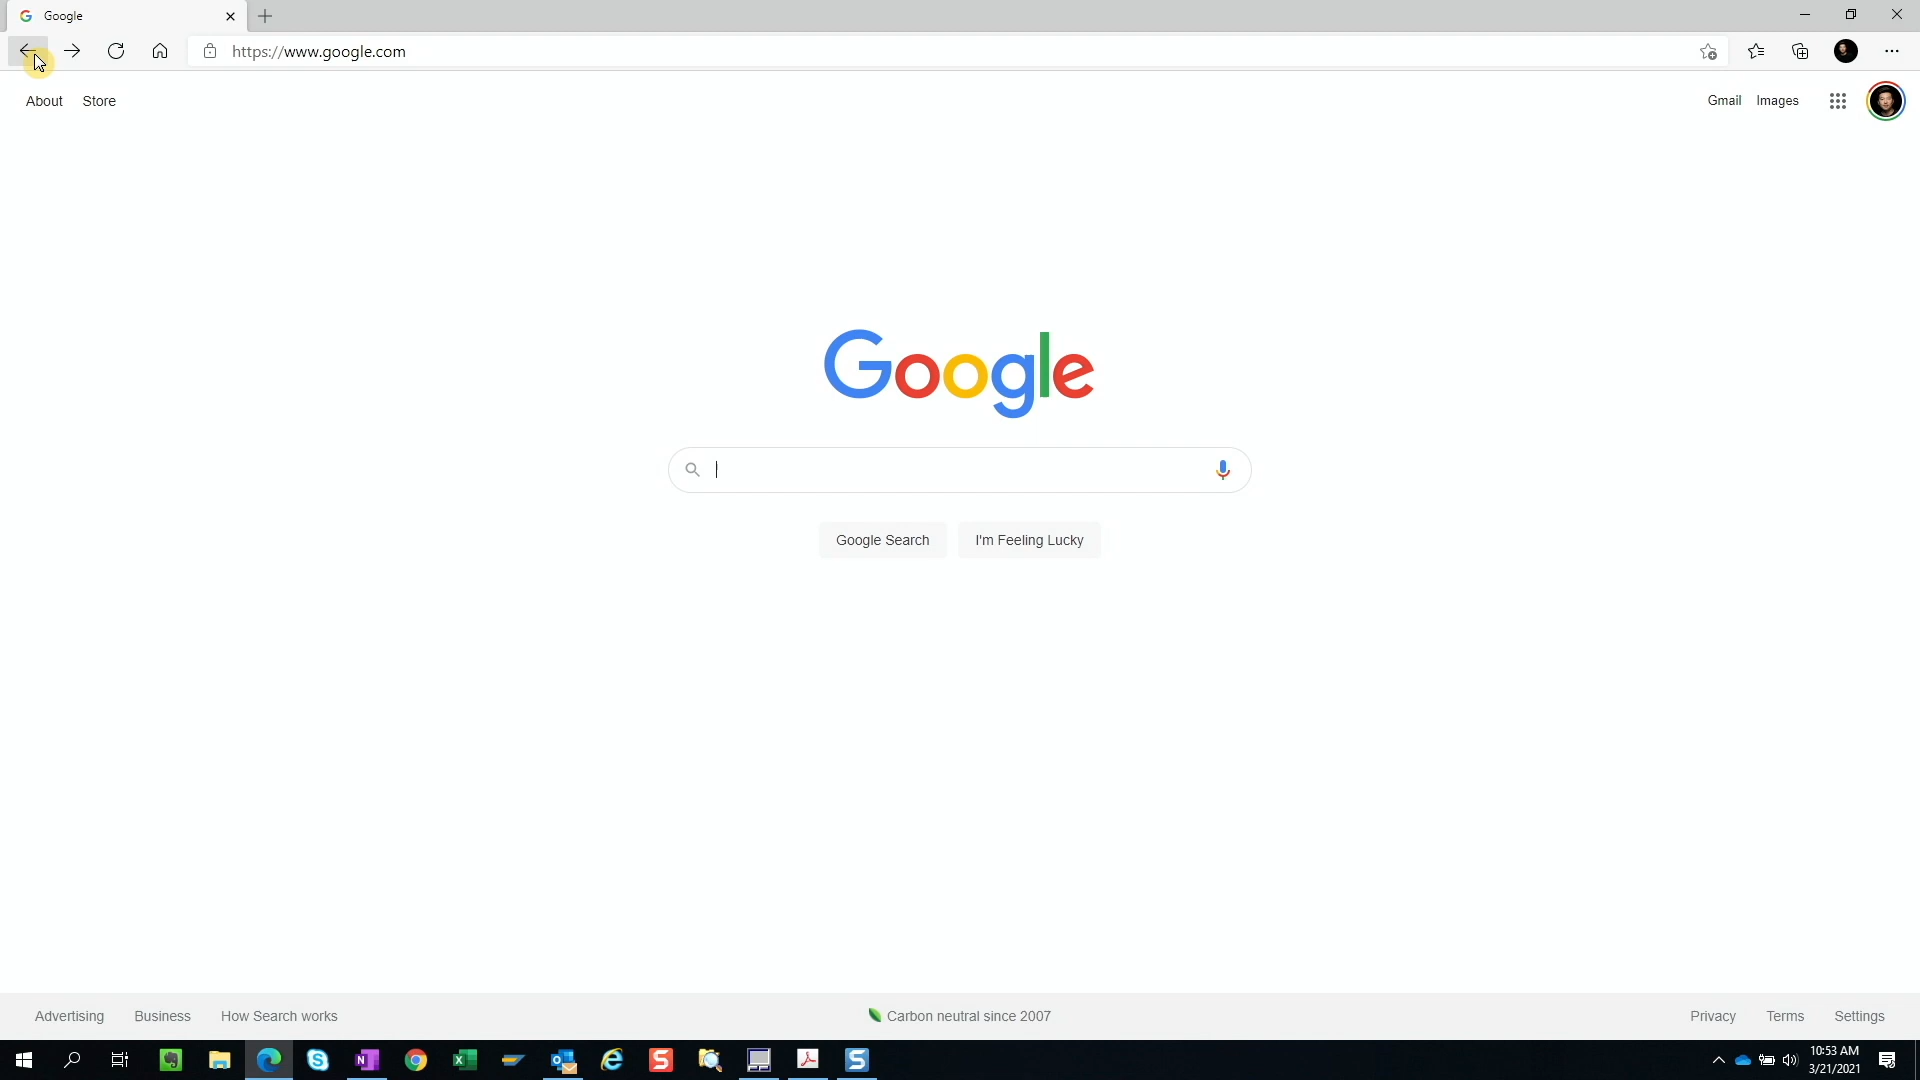 Google
https://www.google.com
About Store
Gmail Images
Google
Google Search I'm Feeling Lucky
Advertising Business How Search works
Carbon neutral since 2007
Privacy Terms Settings
10:53 AM
3/21/2021